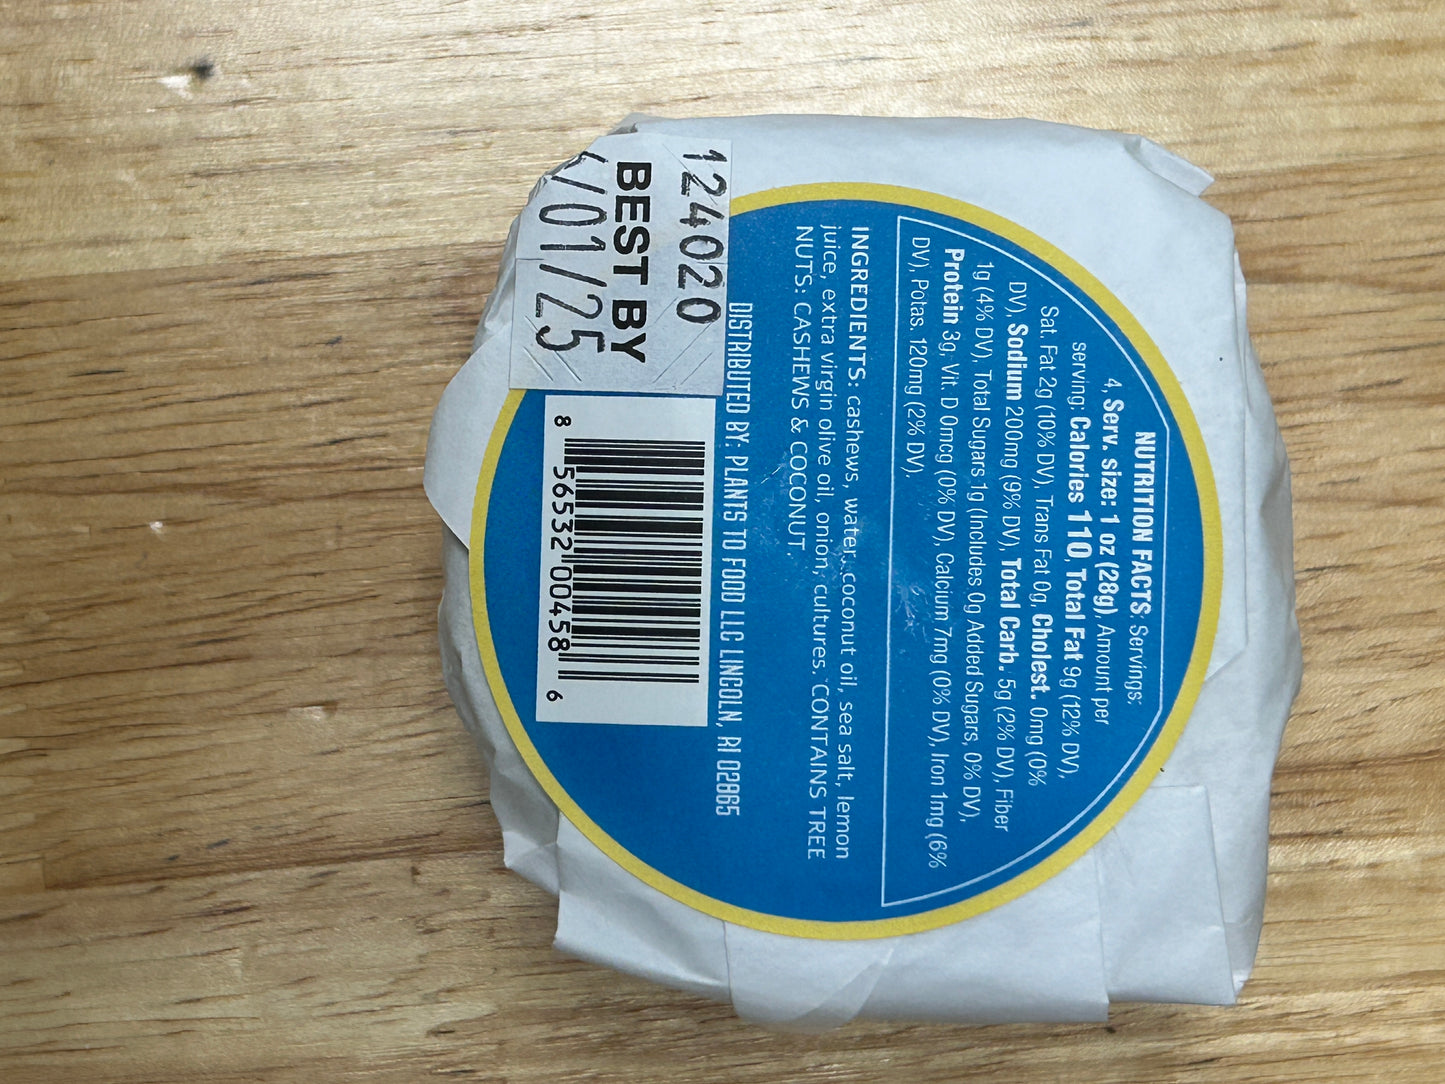 NUTRITION FACTS: Servings:
4, Serv. size: 1 oz (28g), Amount per
serving: Calories 110, Total Fat 9g (12% DV),
Sat. Fat 2g (10% DV), Trans Fat 0g, Cholest. 0mg (0%
DV), Sodium 200mg (9% DV), Total Carb. 5g (2% DV), Fiber
1g (4% DV), Total Sugars 1g (Includes 0g Added Sugars, 0% DV),
Protein 3g, Vit. D 0mcg (0% DV), Calcium 7mg (0% DV), Iron 1mg (6%
DV), Potas. 120mg (2% DV).
INGREDIENTS: cashews, water, coconut oil, sea salt, lemon
juice, extra virgin olive oil, onion, cultures. CONTAINS TREE
NUTS: CASHEWS & COCONUT.
DISTRIBUTED BY: PLANTS TO FOOD LLC LINCOLN, RI 02865
124020
BEST BY
/01/25
8 56532 00458 6